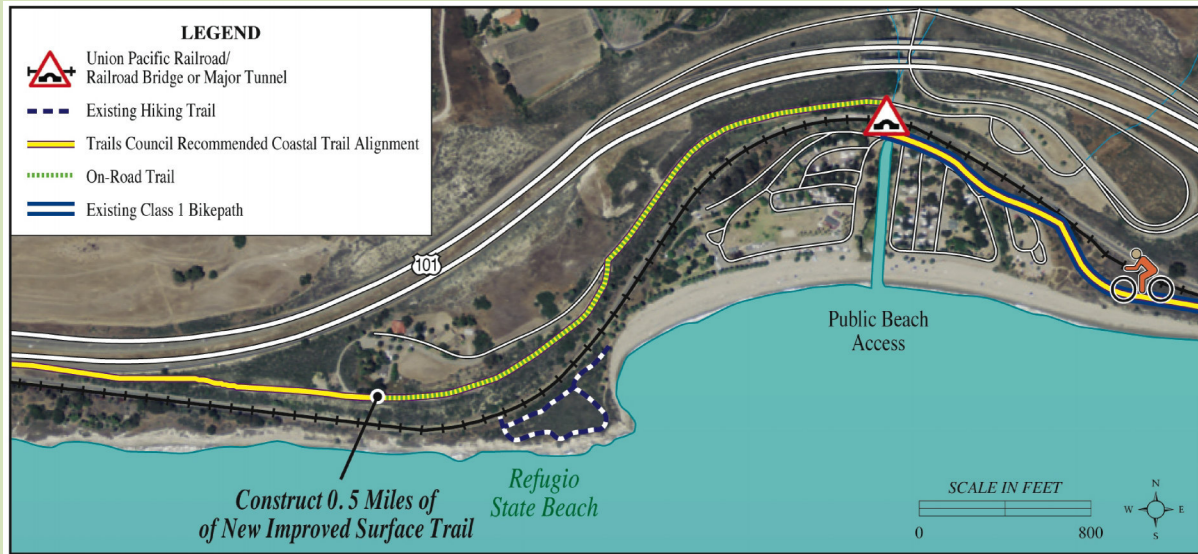 LEGEND
Union Pacific Railroad/
Railroad Bridge or Major Tunnel
Existing Hiking Trail
Trails Council Recommended Coastal Trail Alignment
On-Road Trail
Existing Class 1 Bikepath
101
Public Beach
Access
Construct 0. 5 Miles of
of New Improved Surface Trail
Refugio
State Beach
SCALE IN FEET
0 800
N
W E
S